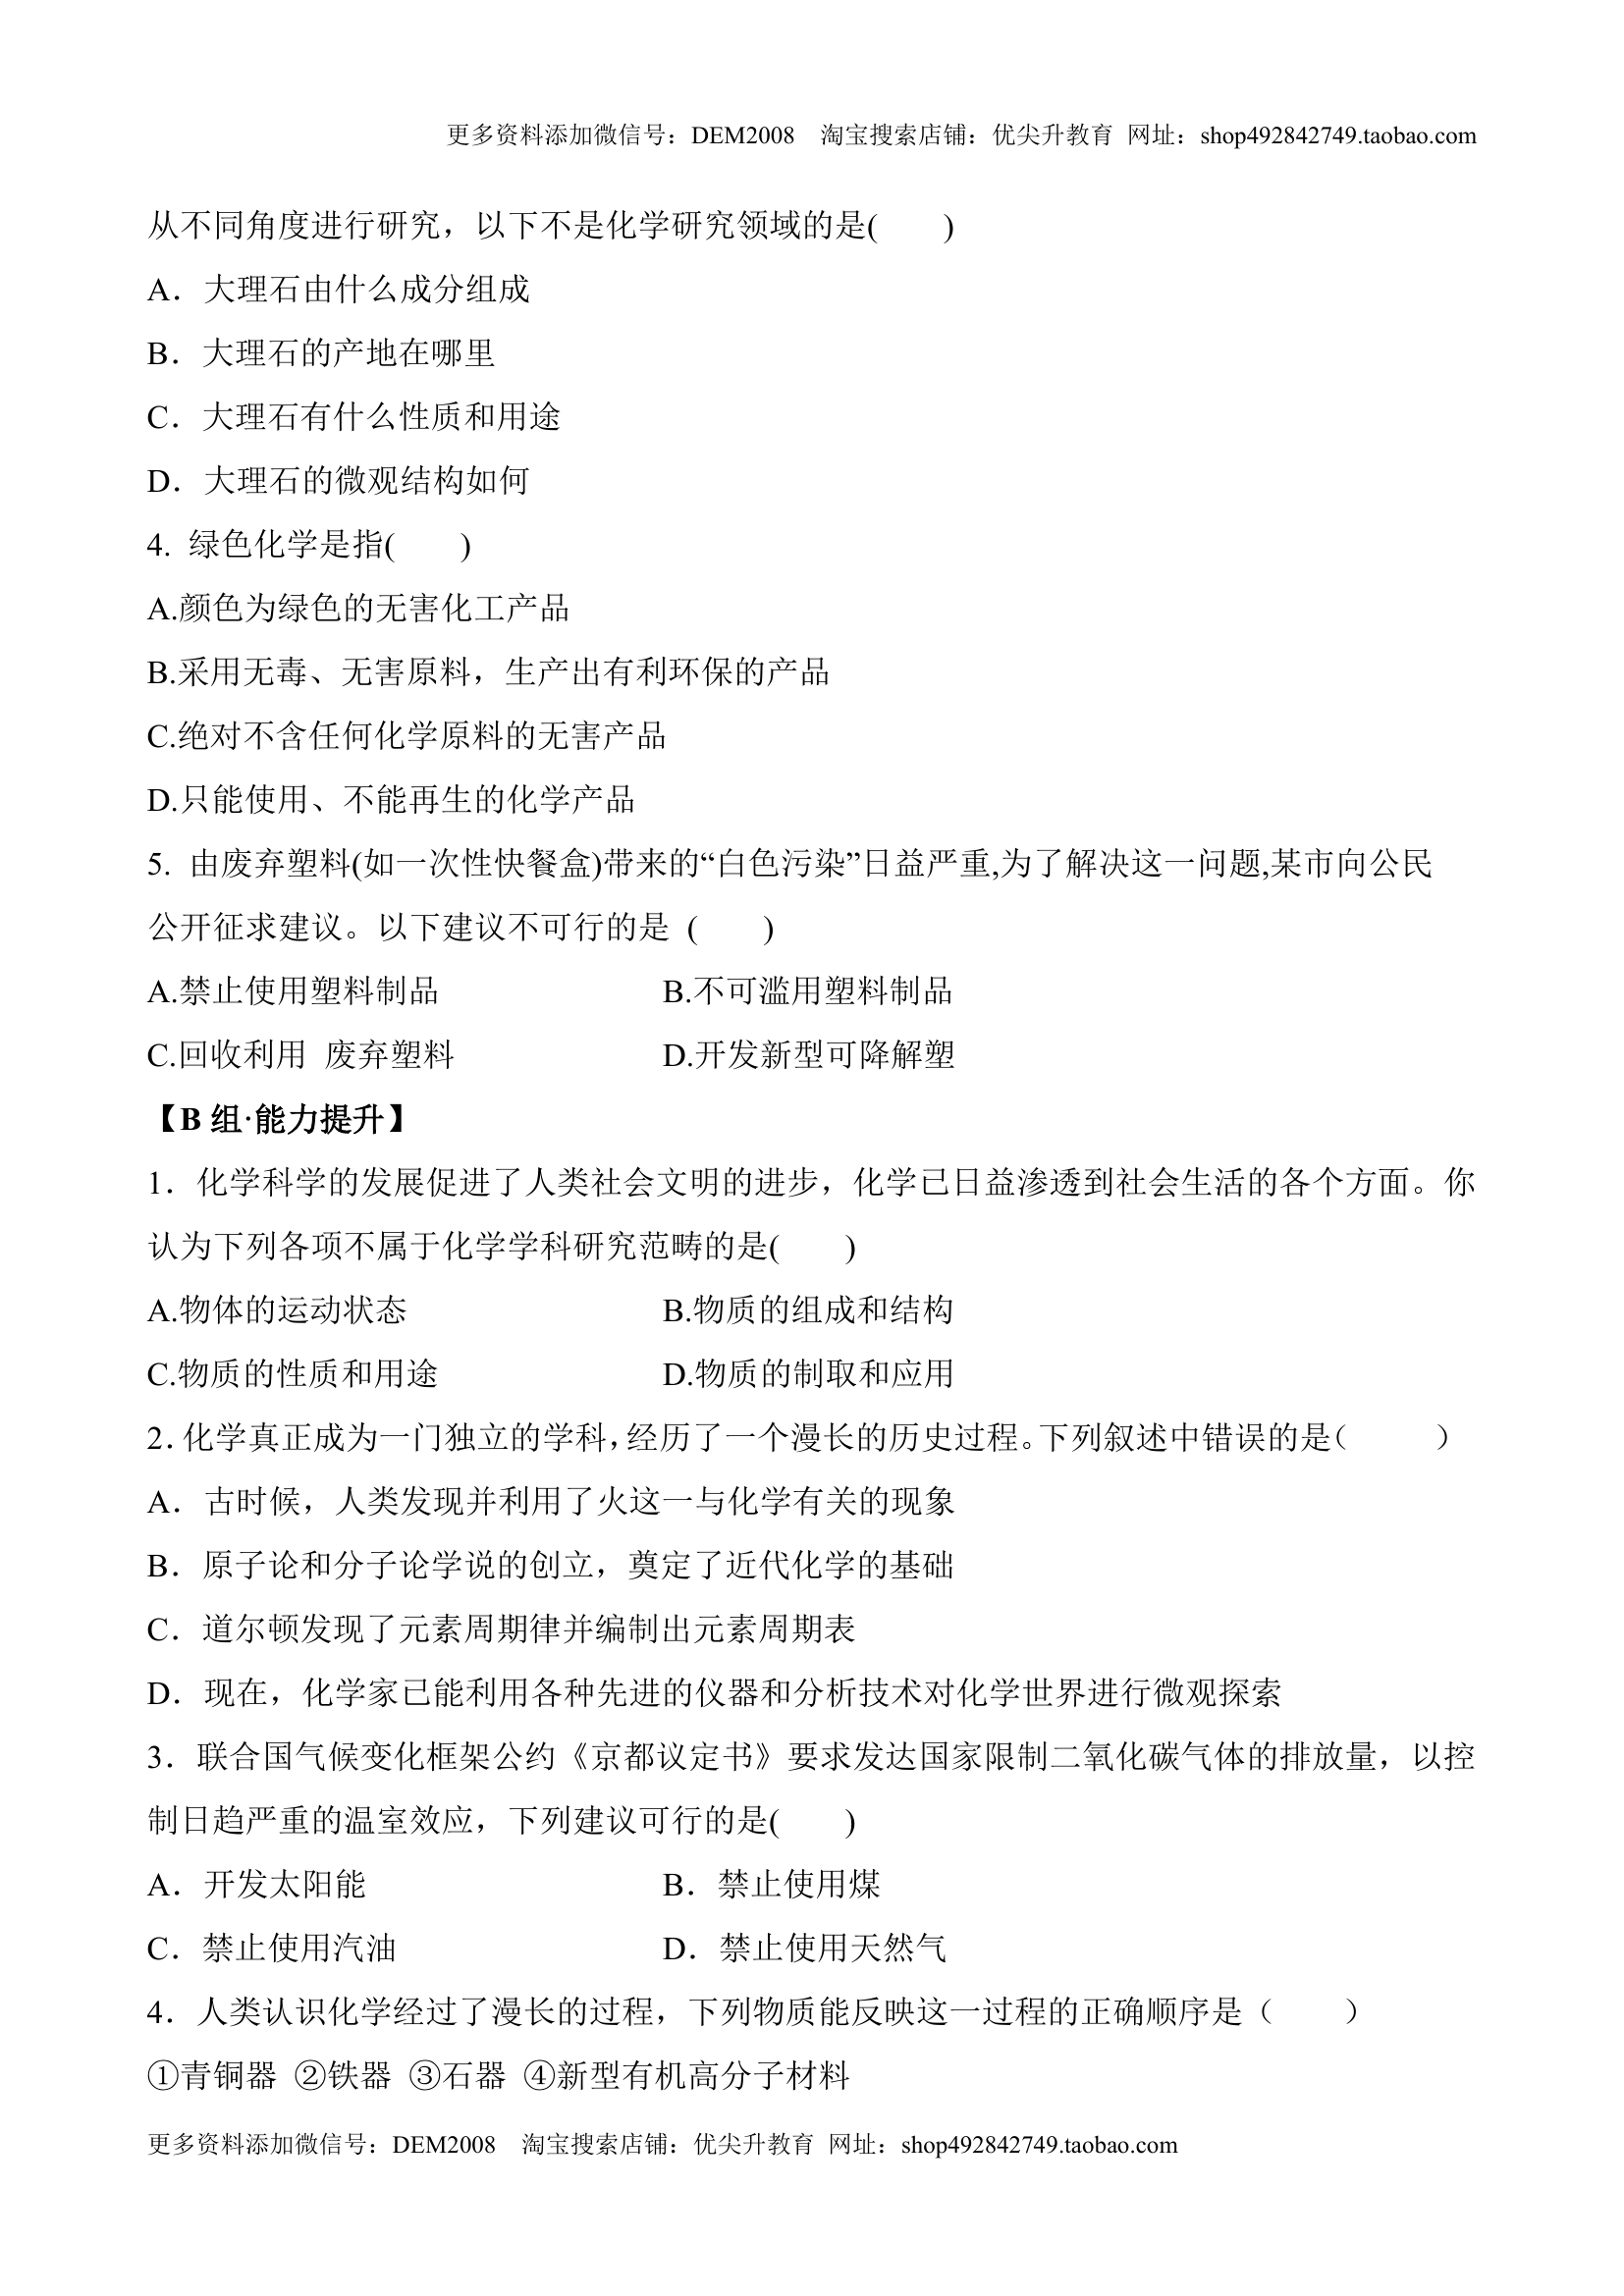 更多资料添加微信号：DEM2008 淘宝搜索店铺：优尖升教育 网址：shop492842749.taobao.com
从不同角度进行研究，以下不是化学研究领域的是(  )
A．大理石由什么成分组成
B．大理石的产地在哪里
C．大理石有什么性质和用途
D．大理石的微观结构如何
4. 绿色化学是指(  )
A.颜色为绿色的无害化工产品
B.采用无毒、无害原料，生产出有利环保的产品
C.绝对不含任何化学原料的无害产品
D.只能使用、不能再生的化学产品
5. 由废弃塑料(如一次性快餐盒)带来的“白色污染”日益严重,为了解决这一问题,某市向公民
公开征求建议。以下建议不可行的是 (  )
A.禁止使用塑料制品 B.不可滥用塑料制品
C.回收利用 废弃塑料 D.开发新型可降解塑
【B 组·能力提升】
1．化学科学的发展促进了人类社会文明的进步，化学已日益渗透到社会生活的各个方面。你
认为下列各项不属于化学学科研究范畴的是(  )
A.物体的运动状态 B.物质的组成和结构
C.物质的性质和用途 D.物质的制取和应用
2．化学真正成为一门独立的学科，经历了一个漫长的历史过程。下列叙述中错误的是（  ）
A．古时候，人类发现并利用了火这一与化学有关的现象
B．原子论和分子论学说的创立，奠定了近代化学的基础
C．道尔顿发现了元素周期律并编制出元素周期表
D．现在，化学家已能利用各种先进的仪器和分析技术对化学世界进行微观探索
3．联合国气候变化框架公约《京都议定书》要求发达国家限制二氧化碳气体的排放量，以控
制日趋严重的温室效应，下列建议可行的是(  )
A．开发太阳能 B．禁止使用煤
C．禁止使用汽油 D．禁止使用天然气
4．人类认识化学经过了漫长的过程，下列物质能反映这一过程的正确顺序是（  ）
①青铜器 ②铁器 ③石器 ④新型有机高分子材料
更多资料添加微信号：DEM2008 淘宝搜索店铺：优尖升教育 网址：shop492842749.taobao.com